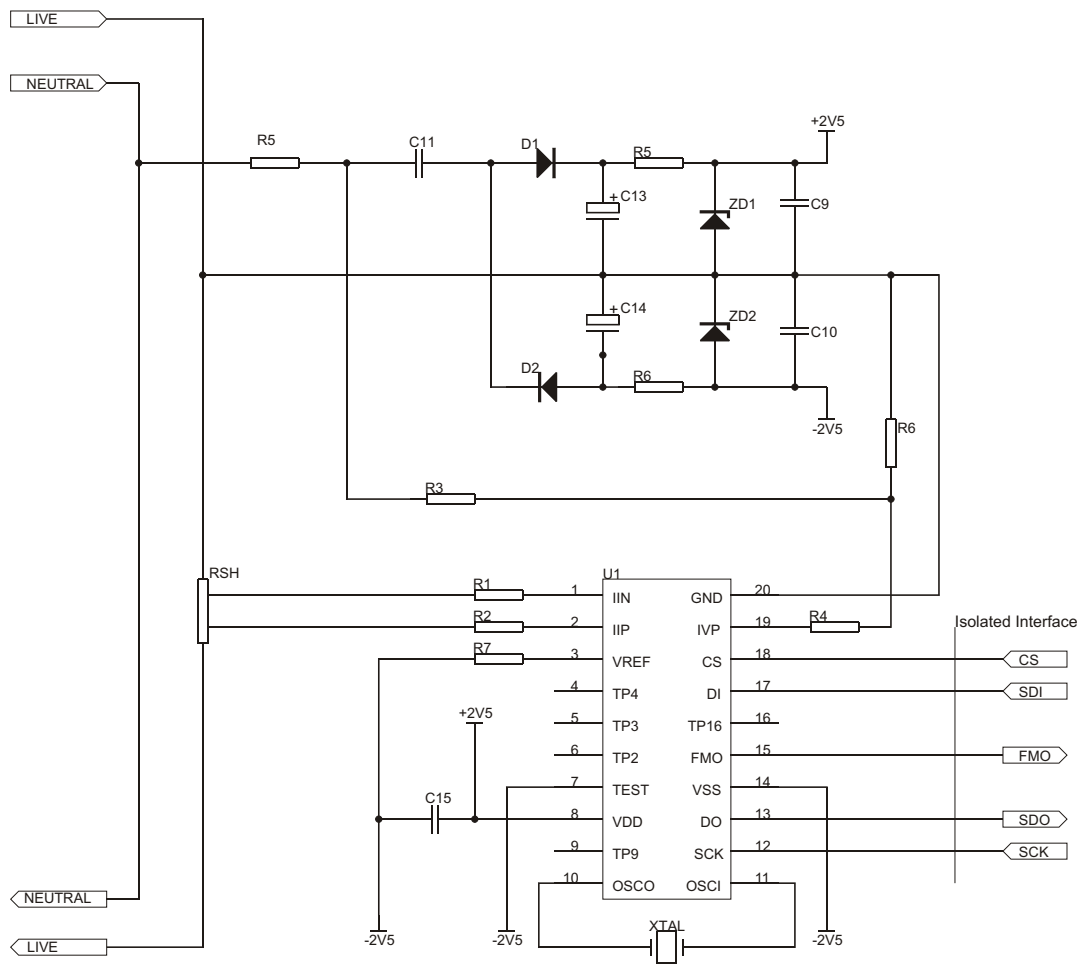 LIVE
NEUTRAL
+2V5
R5
C11
D1
R5
+
C13
ZD1
C9
+
C14
ZD2
C10
D2
R6
-2V5
R6
R3
RSH
U1
R1
1
IIN
GND
20
R2
2
IIP
IVP
19
R4
Isolated Interface
R7
3
VREF
CS
18
CS
4
TP4
DI
17
SDI
+2V5
5
TP3
TP16
16
6
TP2
FMO
15
FMO
7
TEST
VSS
14
C15
8
VDD
DO
13
SDO
9
TP9
SCK
12
SCK
10
OSCO
OSCI
11
NEUTRAL
XTAL
-2V5
-2V5
-2V5
LIVE